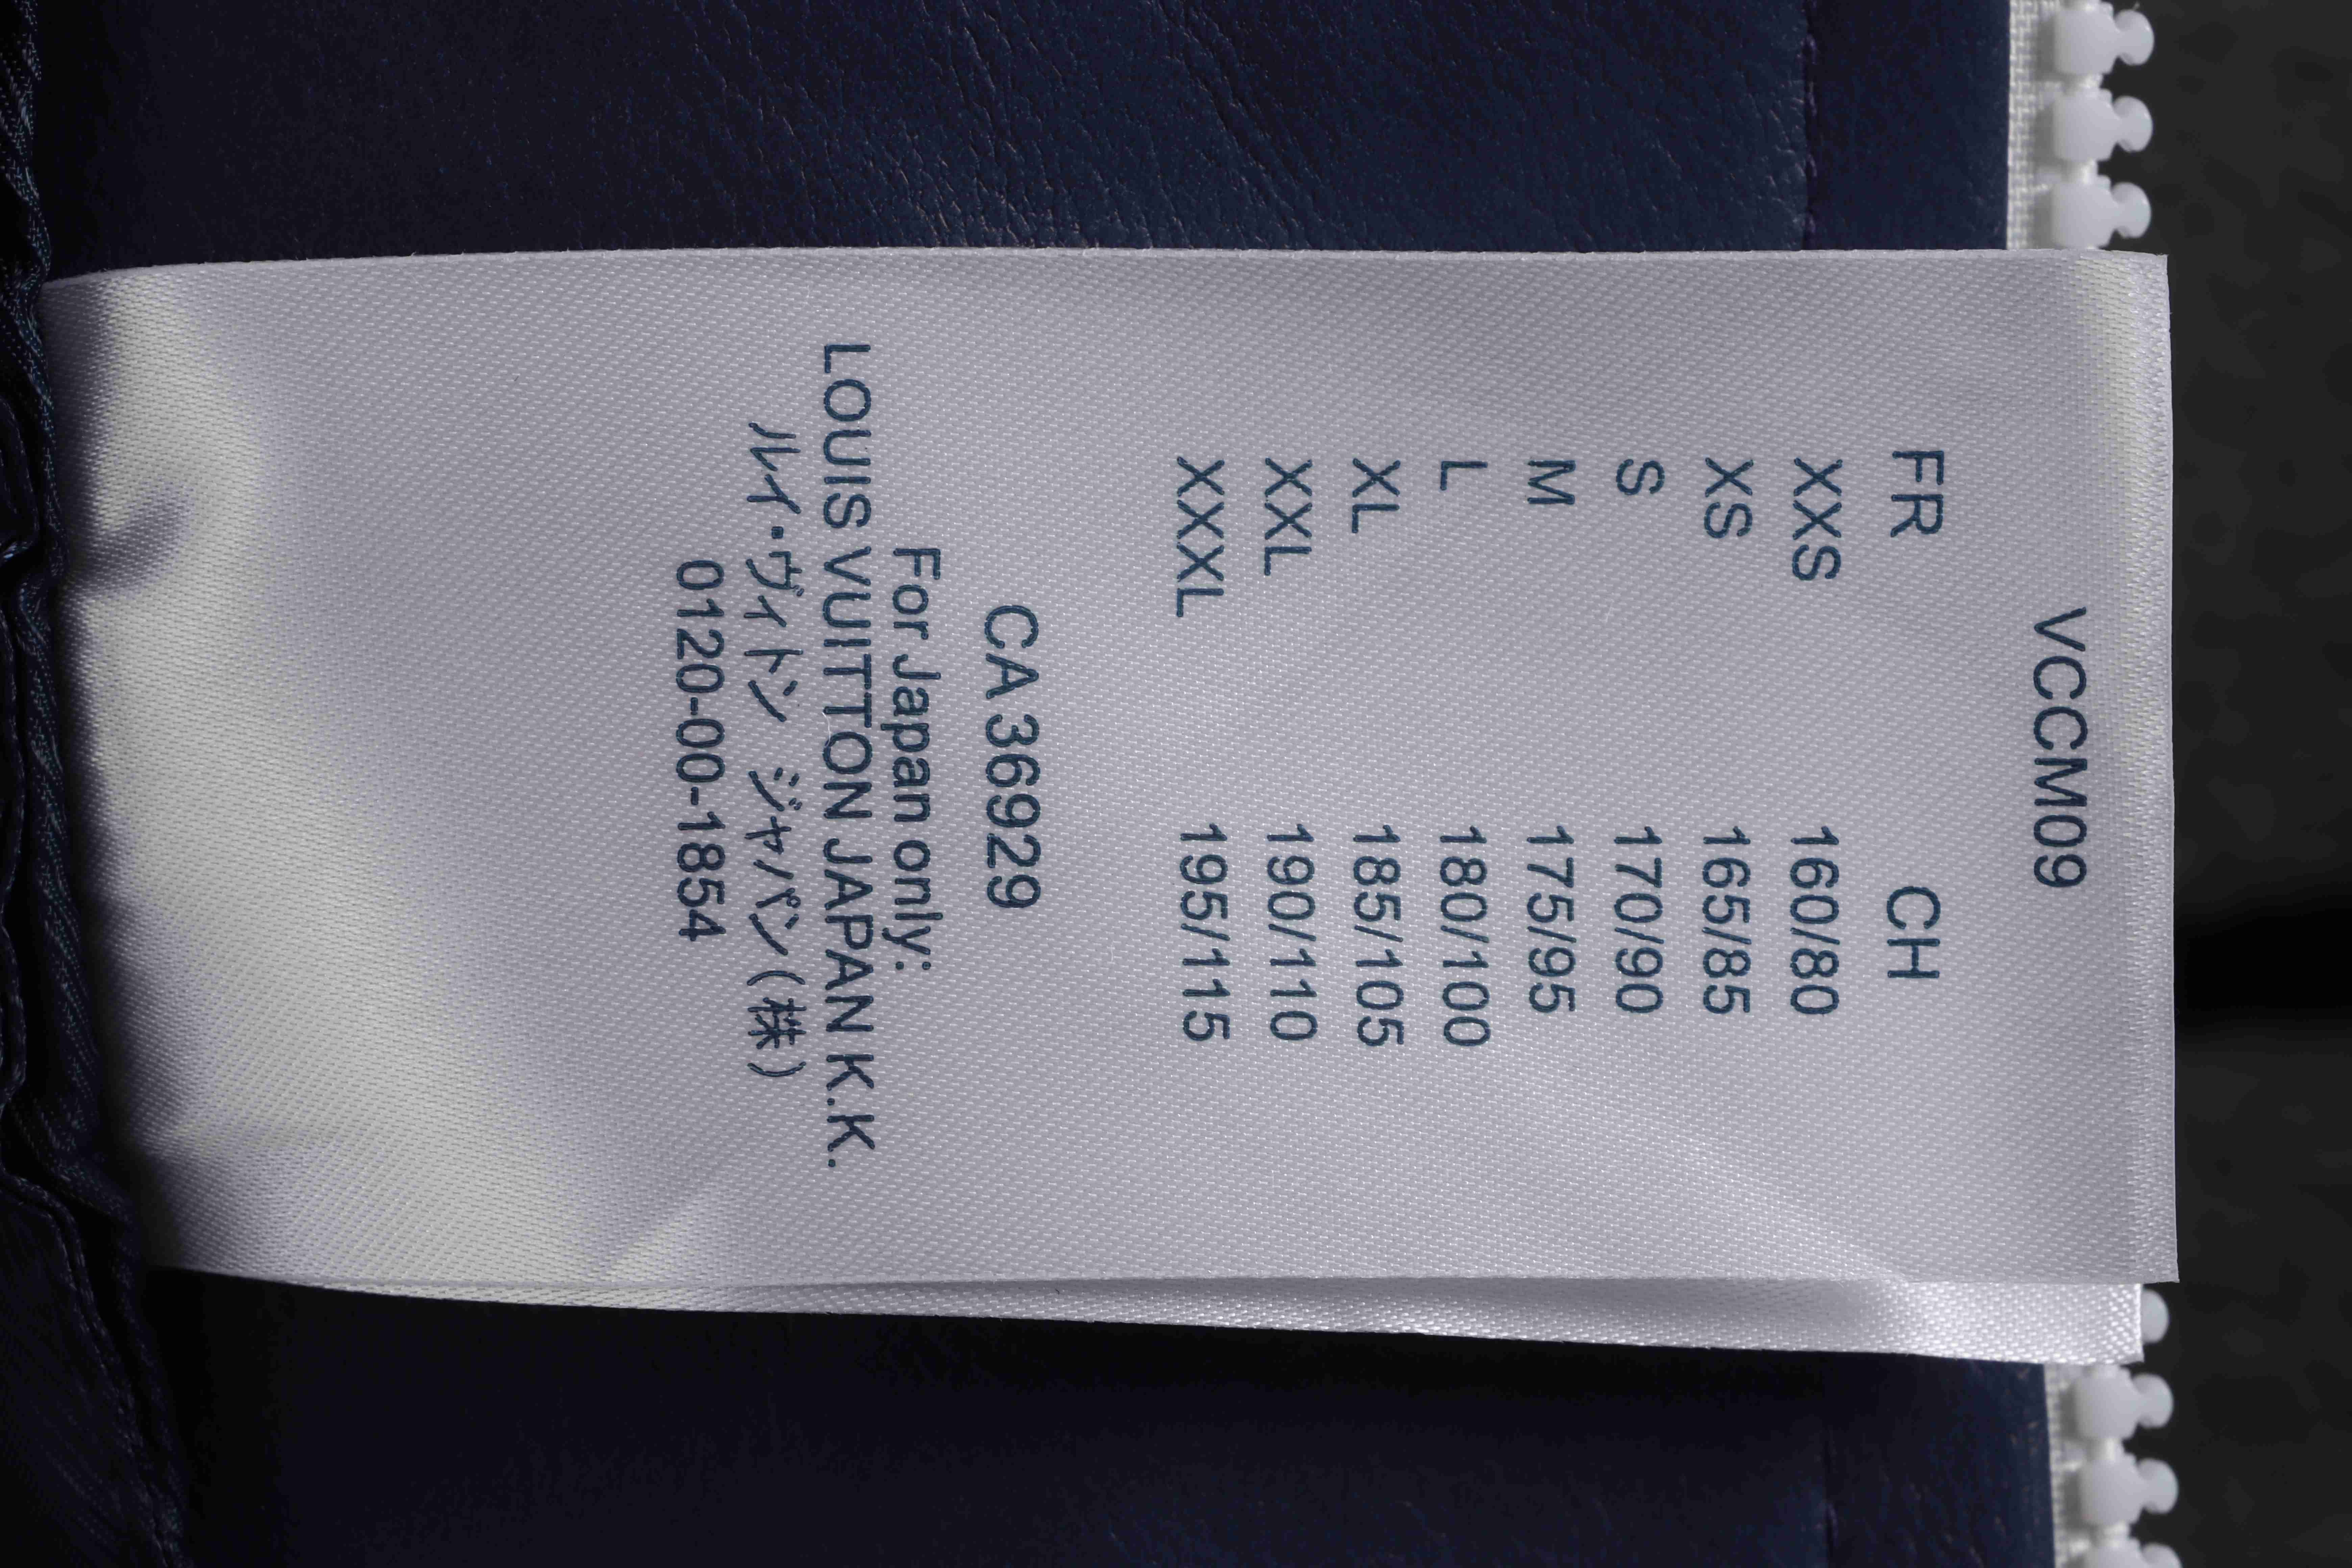 VCCM09
FR CH
XXS 160/80
XS 165/85
S 170/90
M 175/95
L 180/100
XL 185/105
XXL 190/110
XXXL 195/115
CA 36929
For Japan only:
LOUIS VUITTON JAPAN K.K.
ルイ・ヴィトン ジャパン(株)
0120-00-1854